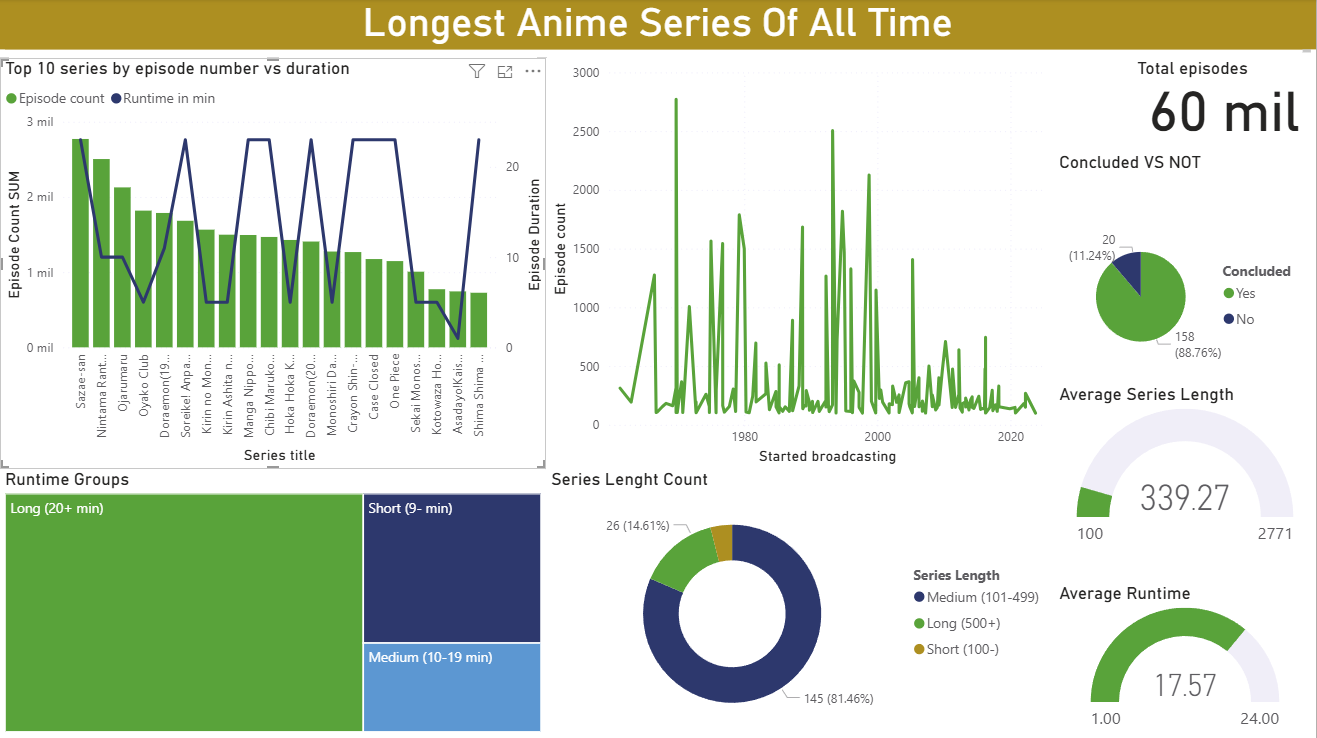 Longest Anime Series Of All Time
Top 10 series by episode number vs duration
Episode count
Runtime in min
3 mil
2 mil
1 mil
0 mil
Episode Count SUM
20
10
0
Episode Duration
Sazae-san
Nintama Rant...
Ojarumaru
Oyako Club
Doraemon(19...
Soreike! Anpa...
Kirin no Mon...
Kirin Ashita n...
Manga Nippo...
Chibi Maruko...
Hoka Hoka K...
Doraemon(20...
Monoshiri Da...
Crayon Shin-...
Case Closed
One Piece
Sekai Monos...
Kotowaza Ho...
Asadayo!Kais...
Shima Shima ...
Series title
3000
2500
2000
1500
1000
500
0
Episode count
1980
2000
2020
Started broadcasting
Total episodes
60 mil
Concluded VS NOT
20
(11.24%)
158
(88.76%)
Concluded
Yes
No
Average Series Length
339.27
100
2771
Runtime Groups
Long (20+ min)
Short (9- min)
Medium (10-19 min)
Series Lenght Count
26 (14.61%)
145 (81.46%)
Series Length
Medium (101-499)
Long (500+)
Short (100-)
Average Runtime
17.57
1.00
24.00